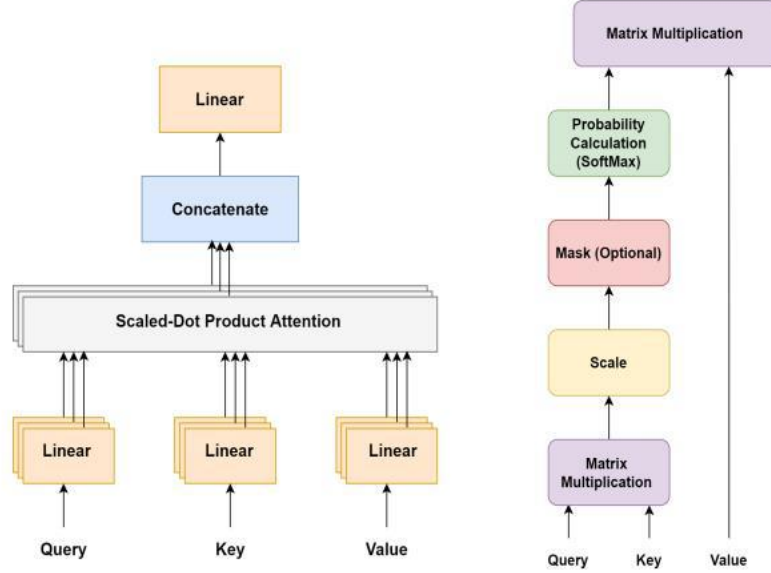 Linear
Concatenate
Scaled-Dot Product Attention
Linear
Linear
Linear
Query
Key
Value
Matrix Multiplication
Probability
Calculation
(SoftMax)
Mask (Optional)
Scale
Matrix
Multiplication
Query
Key
Value